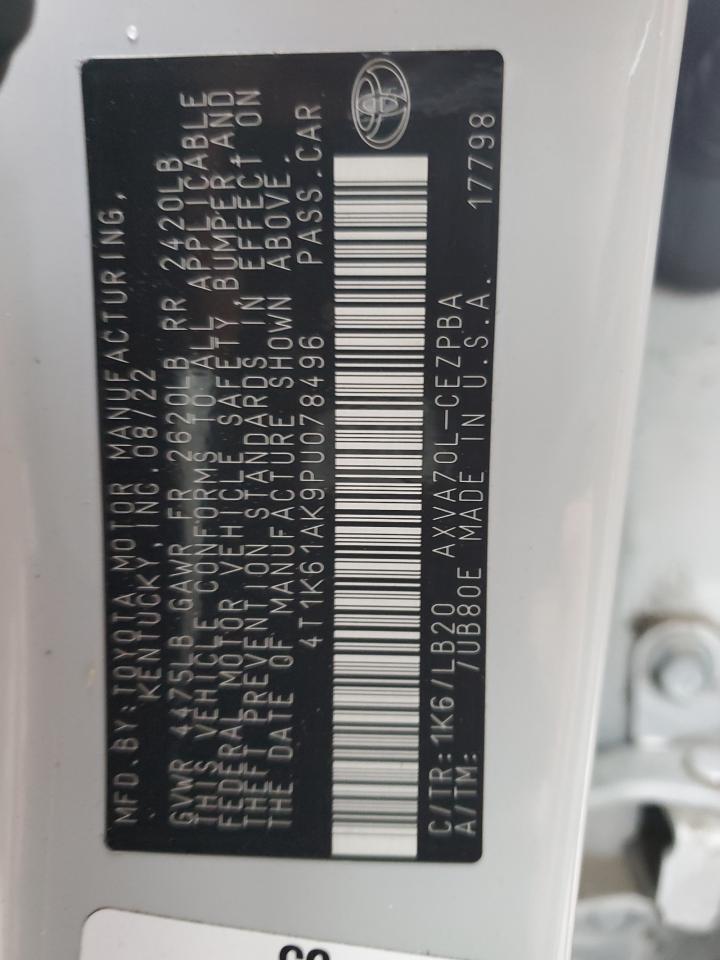 MFD.BY:TOYOTA MOTOR MANUFACTURING,
KENTUCKY, INC. 08/22
GVWR 4475LB GAWR FR 2620LB RR 2420LB
THIS VEHICLE CONFORMS TO ALL APPLICABLE
FEDERAL MOTOR VEHICLE SAFETY, BUMPER, AND
THEFT PREVENTION STANDARDS IN EFFECT ON
THE DATE OF MANUFACTURE SHOWN ABOVE.
4T1K61AK9PU078496 PASS.CAR
C/TR:1K6/LB20 AXVA70L-CEZPBA
A/TM: /UB80E MADE IN U.S.A. 17798